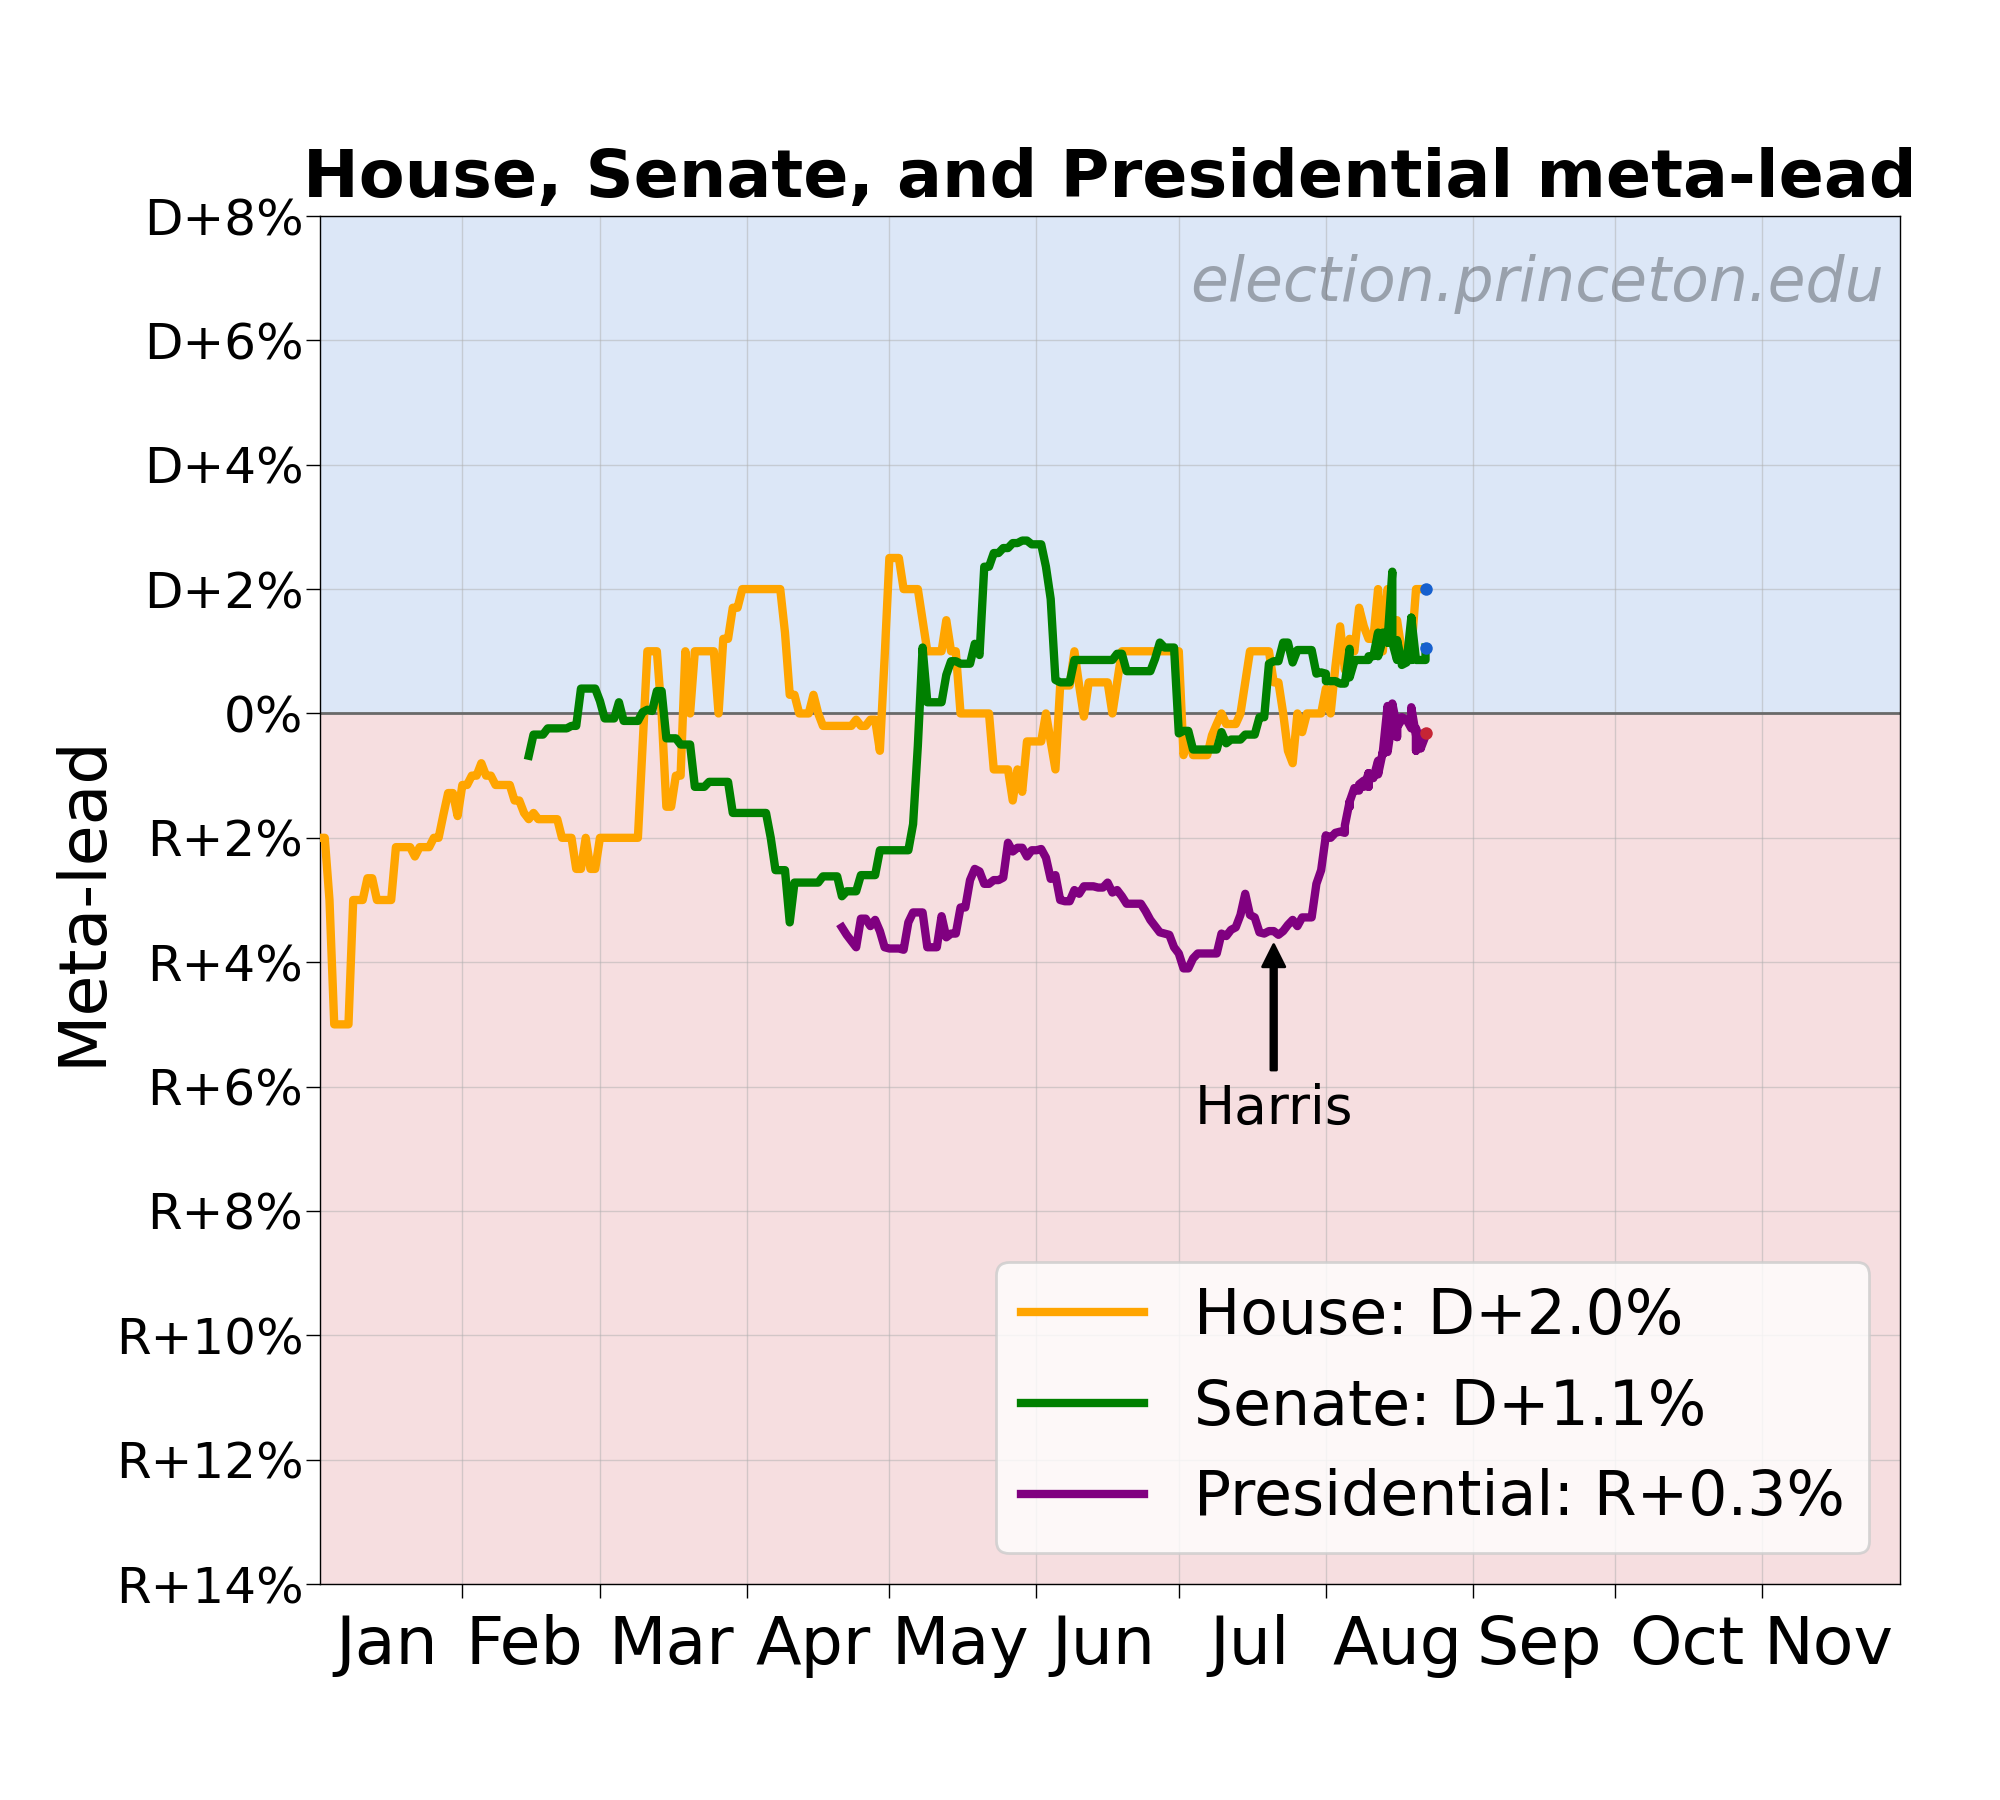 House, Senate, and Presidential meta-lead
election.princeton.edu
D+8%
D+6%
D+4%
D+2%
0%
R+2%
R+4%
R+6%
R+8%
R+10%
R+12%
R+14%
Meta-lead
Harris
House: D+2.0%
Senate: D+1.1%
Presidential: R+0.3%
Jan Feb Mar Apr May Jun Jul Aug Sep Oct Nov